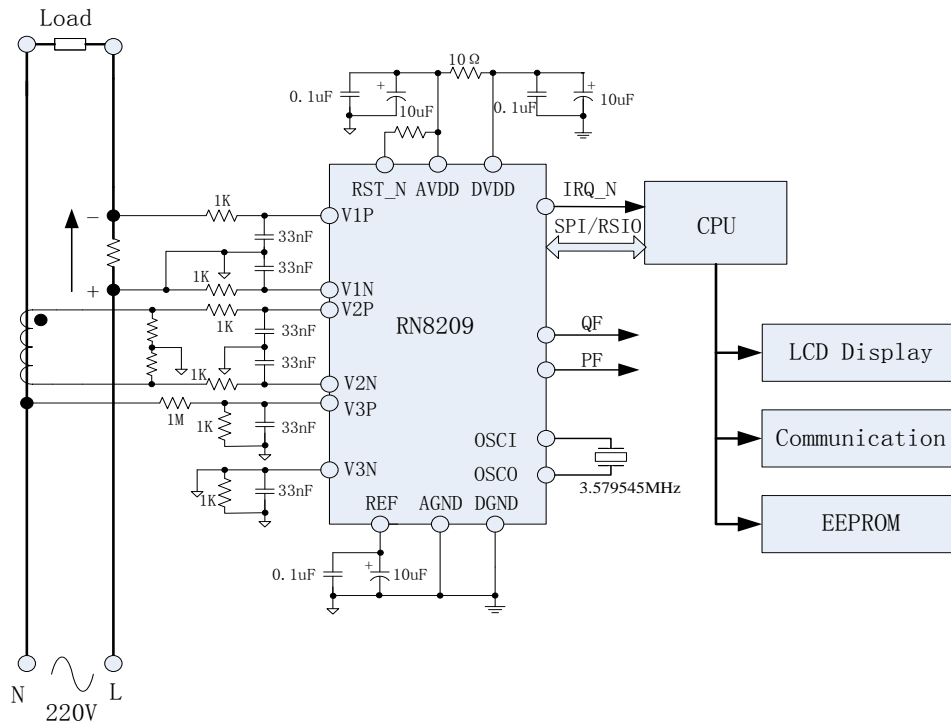 Load
10Ω
0.1uF
10uF
0.1uF
10uF
RST_N
AVDD
DVDD
IRQ_N
SPI/RSIO
CPU
1K
V1P
33nF
33nF
1K
V1N
V2P
1K
33nF
RN8209
QF
LCD Display
33nF
PF
1K
V2N
V3P
1M
1K
33nF
OSCI
Communication
V3N
OSCO
1K
33nF
3.579545MHz
REF
AGND
DGND
EEPROM
0.1uF
10uF
N
L
220V
−
+
+
+
+